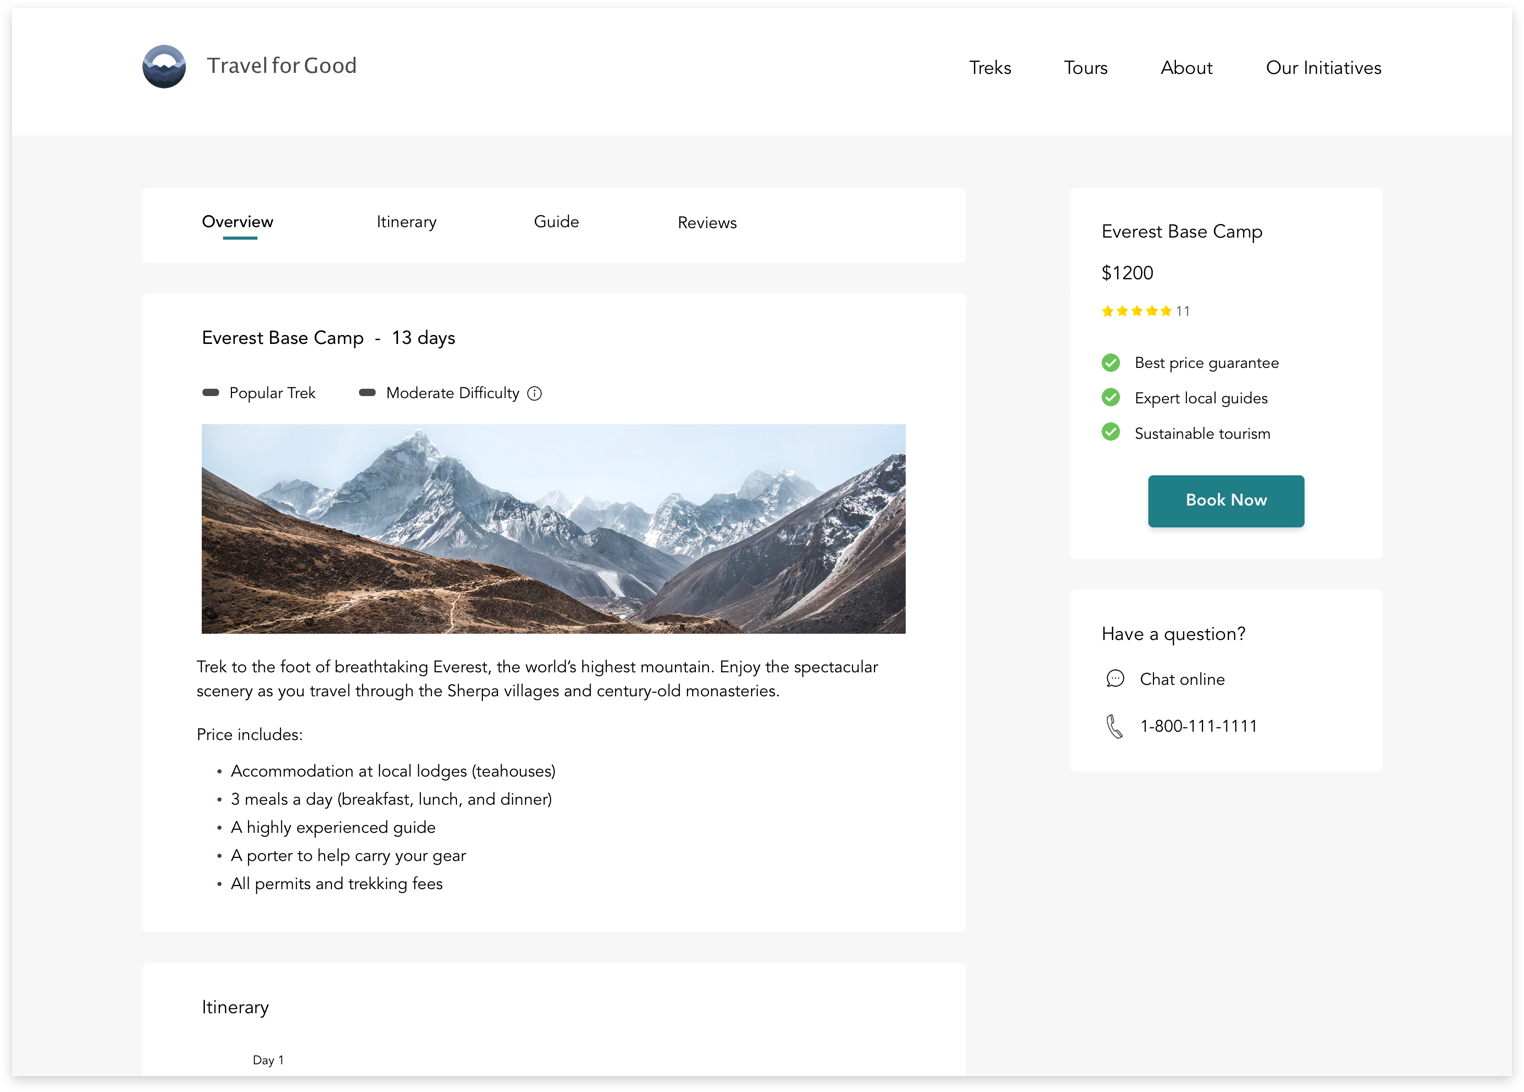 Travel for Good
Treks
Tours
About
Our Initiatives
Overview
Itinerary
Guide
Reviews
Everest Base Camp - 13 days
Popular Trek
Moderate Difficulty
Trek to the foot of breathtaking Everest, the world’s highest mountain. Enjoy the spectacular
scenery as you travel through the Sherpa villages and century-old monasteries.
Price includes:
• Accommodation at local lodges (teahouses)
• 3 meals a day (breakfast, lunch, and dinner)
• A highly experienced guide
• A porter to help carry your gear
• All permits and trekking fees
Itinerary
Day 1
Everest Base Camp
$1200
11
Best price guarantee
Expert local guides
Sustainable tourism
Book Now
Have a question?
Chat online
1-800-111-1111